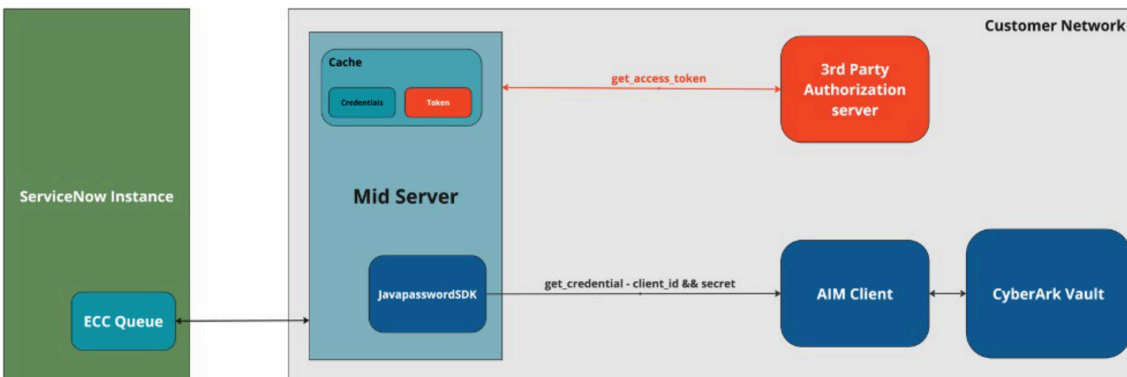 Customer Network
Cache
Credentials
Token
get_access_token
3rd Party
Authorization
server
ServiceNow Instance
Mid Server
JavapasswordSDK
get_credential - client_id && secret
AIM Client
CyberArk Vault
ECC Queue